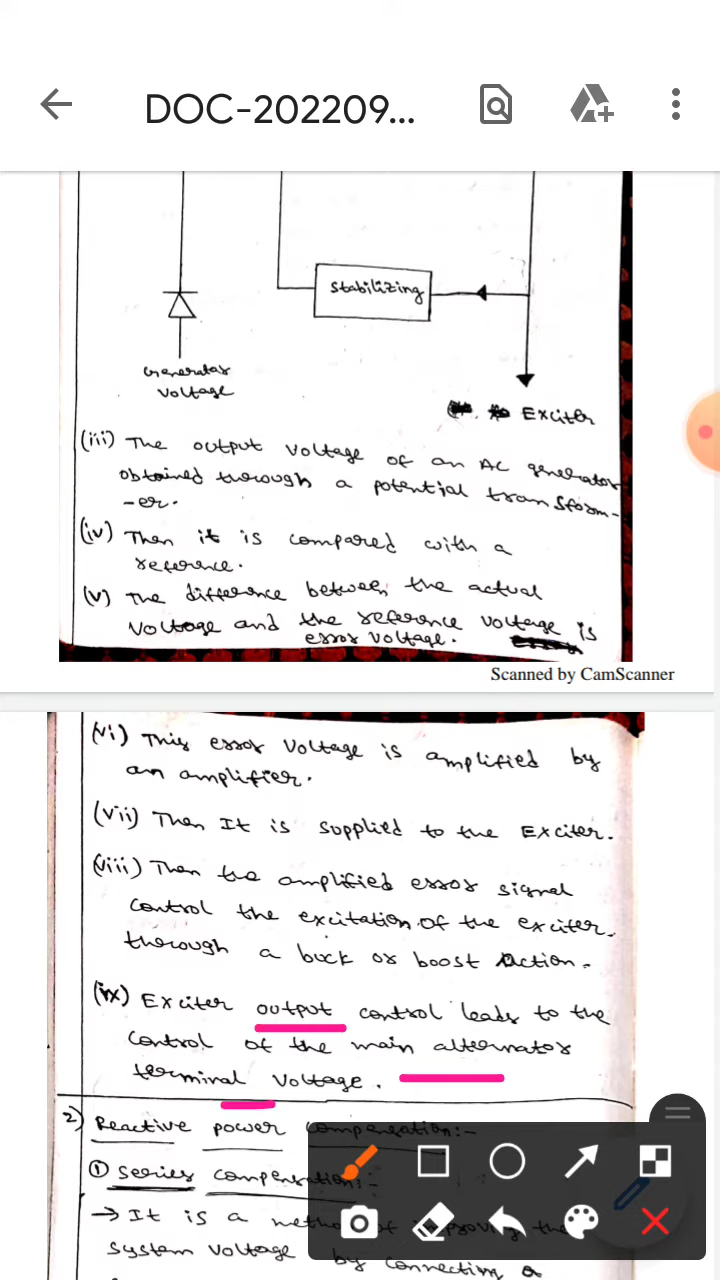 DOC-202209...
Stabilizing
Generator
voltage
Exciter
(iii) The output voltage of an AC generator
obtained through a potential transform-
-er.
(iv) Then it is compared with a
reference.
(v) The difference between the actual
Voltage and the reference voltage is
error voltage.
Scanned by CamScanner
(vi) This error voltage is amplified by
an amplifier.
(vii) Then It is supplied to the Exciter.
(viii) Then the amplified error signal
control the excitation of the exciter.
through a buck or boost Action.
(ix) Exciter output control leads to the
control of the main alternator
terminal voltage.
2) Reactive power compensation:-
① Series compensation:-
→ It is a method of improving the
system voltage by connecting a